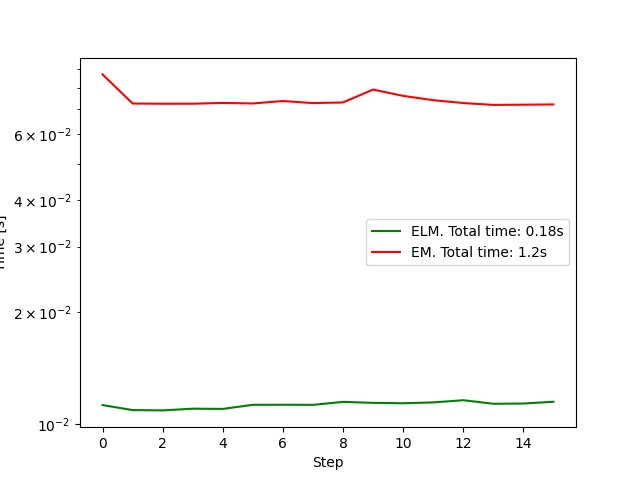 6 × 10⁻²
4 × 10⁻²
3 × 10⁻²
2 × 10⁻²
10⁻²
[s]
ELM. Total time: 0.18s
EM. Total time: 1.2s
0 2 4 6 8 10 12 14
Step